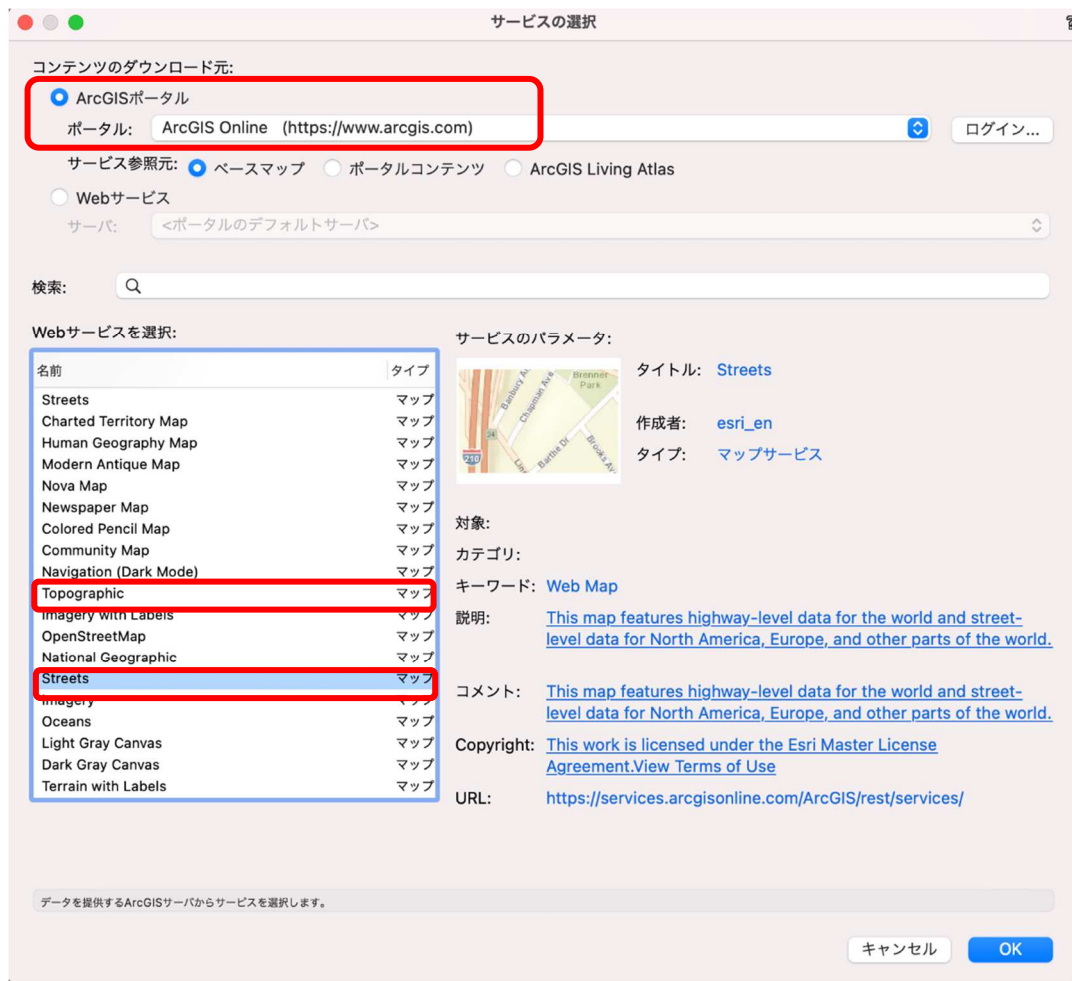 サービスの選択
コンテンツのダウンロード元:
ArcGISポータル
ポータル: ArcGIS Online (https://www.arcgis.com) ログイン...
サービス参照元: ベースマップ ポータルコンテンツ ArcGIS Living Atlas
Webサービス
サーバ: <ポータルのデフォルトサーバ>
検索:
Webサービスを選択:
名前 タイプ
Streets マップ
Charted Territory Map マップ
Human Geography Map マップ
Modern Antique Map マップ
Nova Map マップ
Newspaper Map マップ
Colored Pencil Map マップ
Community Map マップ
Navigation (Dark Mode) マップ
Topographic マップ
Imagery with Labels マップ
OpenStreetMap マップ
National Geographic マップ
Streets マップ
Imagery マップ
Oceans マップ
Light Gray Canvas マップ
Dark Gray Canvas マップ
Terrain with Labels マップ
サービスのパラメータ:
Brenner
Park
Banbury
Chapman Ave
24
210
Barthe Dr
Brooks
タイトル: Streets
作成者: esri_en
タイプ: マップサービス
対象:
カテゴリ:
キーワード: Web Map
説明: This map features highway-level data for the world and street-
level data for North America, Europe, and other parts of the world.
コメント: This map features highway-level data for the world and street-
level data for North America, Europe, and other parts of the world.
Copyright: This work is licensed under the Esri Master License
Agreement.View Terms of Use
URL: https://services.arcgisonline.com/ArcGIS/rest/services/
データを提供するArcGISサーバからサービスを選択します。
キャンセル OK